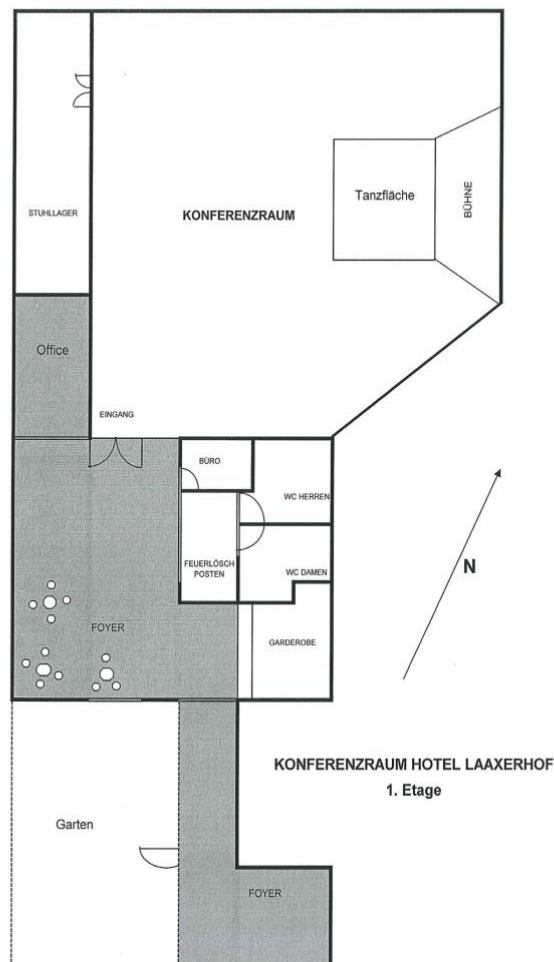 STUHLLAGER
KONFERENZRAUM
Tanzfläche
BÜHNE
Office
EINGANG
BÜRO
WC HERREN
FEUERLÖSCH
POSTEN
WC DAMEN
N
FOYER
GARDEROBE
KONFERENZRAUM HOTEL LAAXERHOF
1. Etage
Garten
FOYER